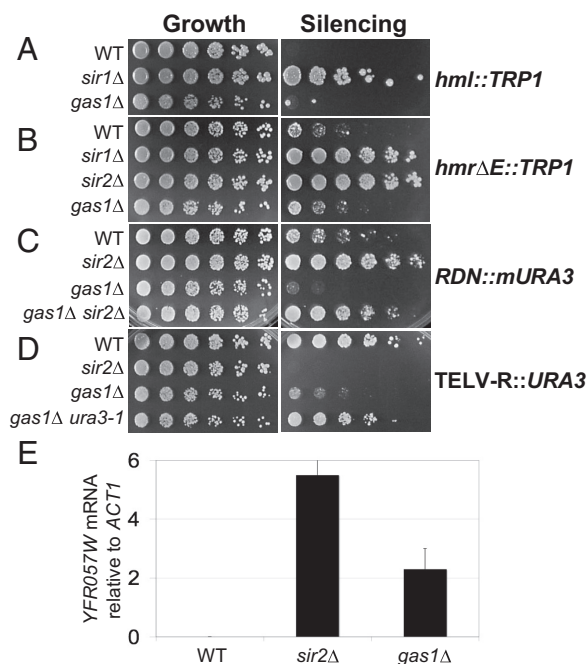 Growth Silencing
A
WT
sir1Δ
gas1Δ
hml::TRP1
B
WT
sir1Δ
sir2Δ
gas1Δ
hmrΔE::TRP1
C
WT
sir2Δ
gas1Δ
gas1Δ sir2Δ
RDN::mURA3
D
WT
sir2Δ
gas1Δ
gas1Δ ura3-1
TELV-R::URA3
E
YFR057W mRNA
relative to ACT1
6
4
2
0
WT sir2Δ gas1Δ